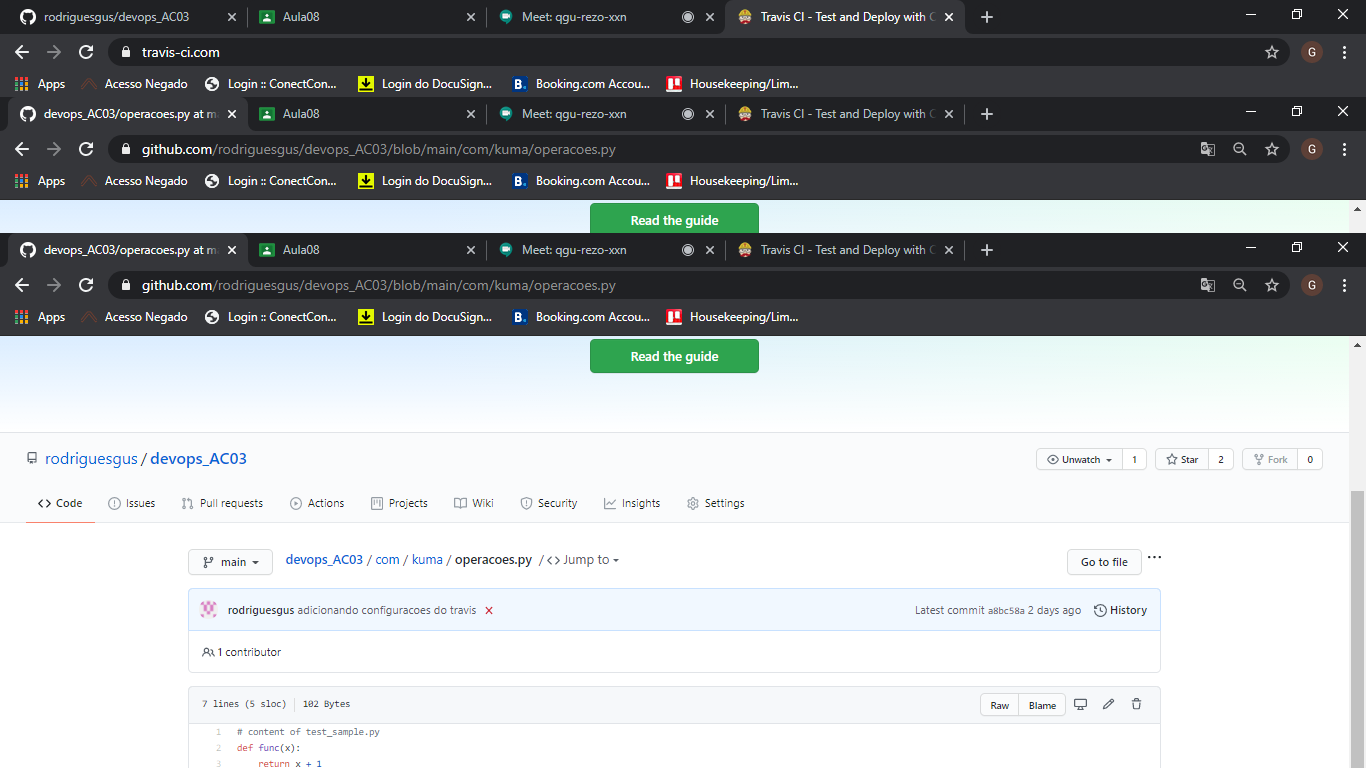 rodriguesgus/devops_AC03 Aula08 Meet: qgu-rezo-xxn Travis CI - Test and Deploy with C
travis-ci.com G
Apps Acesso Negado Login :: ConectCon... Login do DocuSign... Booking.com Accou... Housekeeping/Lim...
devops_AC03/operacoes.py at m Aula08 Meet: qgu-rezo-xxn Travis CI - Test and Deploy with C
github.com/rodriguesgus/devops_AC03/blob/main/com/kuma/operacoes.py G
Apps Acesso Negado Login :: ConectCon... Login do DocuSign... Booking.com Accou... Housekeeping/Lim...
Read the guide
devops_AC03/operacoes.py at m Aula08 Meet: qgu-rezo-xxn Travis CI - Test and Deploy with C
github.com/rodriguesgus/devops_AC03/blob/main/com/kuma/operacoes.py G
Apps Acesso Negado Login :: ConectCon... Login do DocuSign... Booking.com Accou... Housekeeping/Lim...
Read the guide
rodriguesgus / devops_AC03 Unwatch 1 Star 2 Fork 0
Code Issues Pull requests Actions Projects Wiki Security Insights Settings
main devops_AC03 / com / kuma / operacoes.py / <> Jump to Go to file ...
rodriguesgus adicionando configuracoes do travis Latest commit a8bc58a 2 days ago History
1 contributor
7 lines (5 sloc) 102 Bytes Raw Blame
1 # content of test_sample.py
2 def func(x):
3 return x + 1